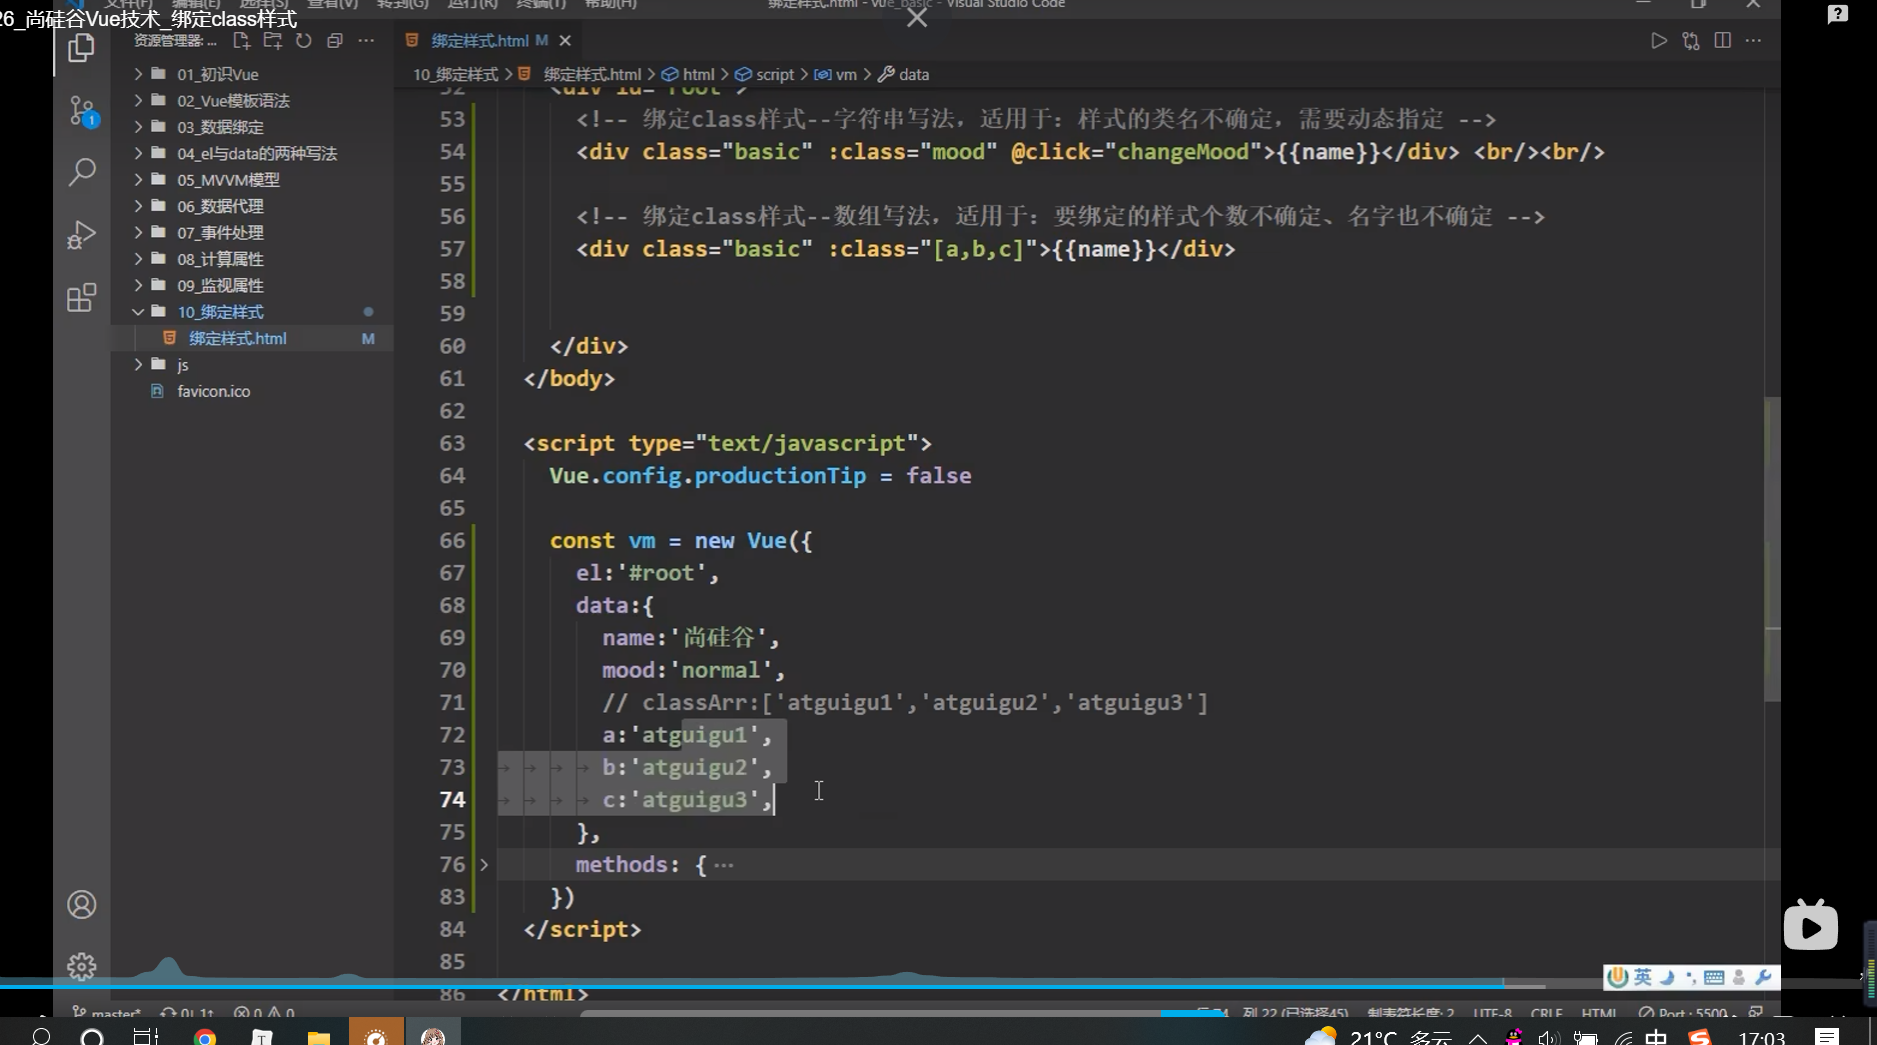 26_尚硅谷Vue技术_绑定class样式
文件(F) 编辑(E) 选择(S) 查看(V) 转到(G) 运行(R) 终端(T) 帮助(H)
绑定样式.html - vue_basic - Visual Studio Code
资源管理器: ...
绑定样式.html M
10_绑定样式 > 绑定样式.html > html > script > vm > data
01_初识Vue
02_Vue模板语法
03_数据绑定
04_el与data的两种写法
05_MVVM模型
06_数据代理
07_事件处理
08_计算属性
09_监视属性
10_绑定样式
绑定样式.html M
js
favicon.ico
1
52 <div id="root">
53 <!-- 绑定class样式--字符串写法，适用于：样式的类名不确定，需要动态指定 -->
54 <div class="basic" :class="mood" @click="changeMood">{{name}}</div> <br/><br/>
55
56 <!-- 绑定class样式--数组写法，适用于：要绑定的样式个数不确定、名字也不确定 -->
57 <div class="basic" :class="[a,b,c]">{{name}}</div>
58
59
60 </div>
61 </body>
62
63 <script type="text/javascript">
64 Vue.config.productionTip = false
65
66 const vm = new Vue({
67 el:'#root',
68 data:{
69 name:'尚硅谷',
70 mood:'normal',
71 // classArr:['atguigu1','atguigu2','atguigu3']
72 a:'atguigu1',
73 b:'atguigu2',
74 c:'atguigu3',
75 },
76 methods: { ...
83 })
84 </script>
85
86 </html>
英
master* 0↓ 1↑ 0 0
列 22 (已选择45) 制表符长度: 2 UTF-8 CRLF HTML Port : 5500
21°C 多云 中 17:03